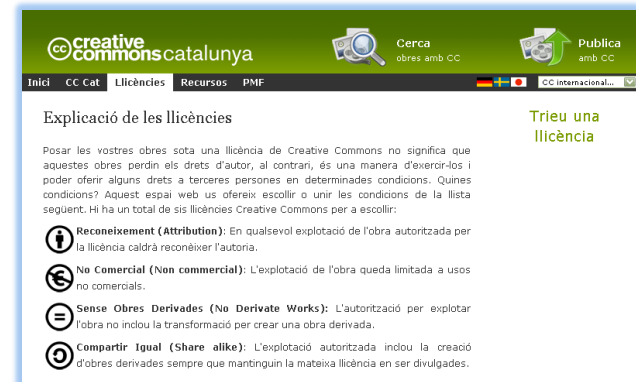 cc creative commons catalunya
Cerca
obres amb CC
Publica
amb CC
Inici CC Cat Llicències Recursos PMF
CC internacional...
Explicació de les llicències
Trieu una
llicència
Posar les vostres obres sota una llicència de Creative Commons no significa que
aquestes obres perdin els drets d'autor, al contrari, és una manera d'exercir-los i
poder oferir alguns drets a terceres persones en determinades condicions. Quines
condicions? Aquest espai web us ofereix escollir o unir les condicions de la llista
següent. Hi ha un total de sis llicències Creative Commons per a escollir:
Reconeixement (Attribution): En qualsevol explotació de l'obra autoritzada per
la llicència caldrà reconèixer l'autoria.
No Comercial (Non commercial): L'explotació de l'obra queda limitada a usos
no comercials.
Sense Obres Derivades (No Derivate Works): L'autorització per explotar
l'obra no inclou la transformació per crear una obra derivada.
Compartir Igual (Share alike): L'explotació autoritzada inclou la creació
d'obres derivades sempre que mantinguin la mateixa llicència en ser divulgades.